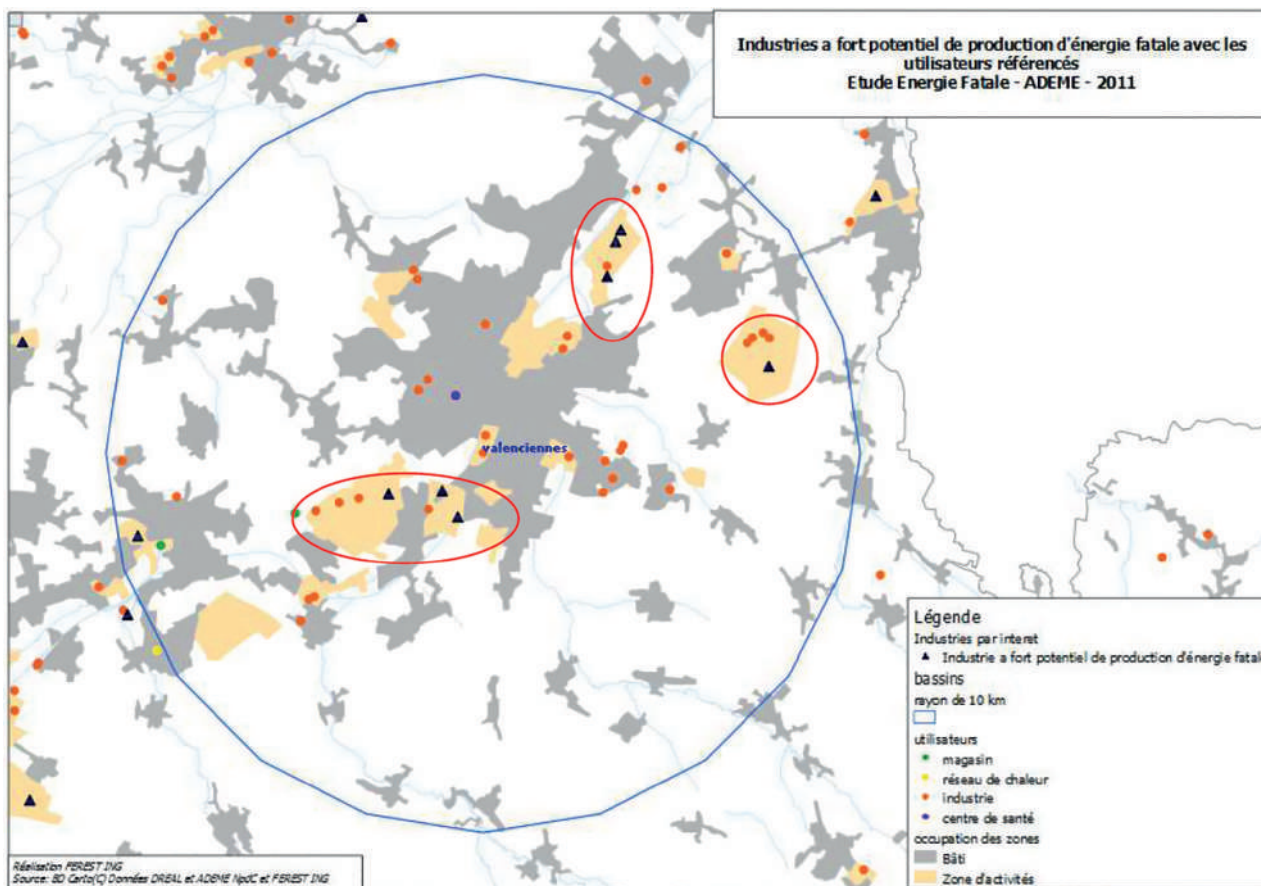 Industries a fort potentiel de production d'énergie fatale avec les
utilisateurs référencés
Etude Energie Fatale - ADEME - 2011
valenciennes
Légende
Industries par interet
Industrie a fort potentiel de production d'énergie fatale
bassins
rayon de 10 km
utilisateurs
magasin
réseau de chaleur
industrie
centre de santé
occupation des zones
Bâti
Zone d'activités
Réalisation FEREST ING
Source: BD Carto(C) Données DREAL et ADEME NpdC et FEREST ING